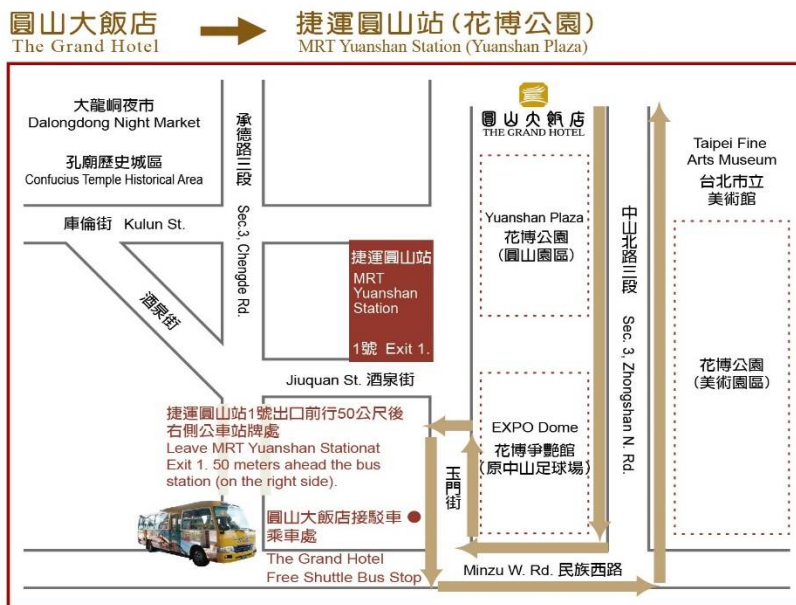 圓山大飯店
The Grand Hotel
捷運圓山站(花博公園)
MRT Yuanshan Station (Yuanshan Plaza)
大龍峒夜市
Dalongdong Night Market
孔廟歷史城區
Confucius Temple Historical Area
庫倫街 Kulun St.
酒泉街
承德路三段 Sec.3, Chengde Rd.
捷運圓山站
MRT
Yuanshan
Station
1號 Exit 1.
Jiuquan St. 酒泉街
圓山大飯店
THE GRAND HOTEL
Yuanshan Plaza
花博公園
(圓山園區)
中山北路三段 Sec. 3, Zhongshan N. Rd.
Taipei Fine
Arts Museum
台北市立
美術館
花博公園
(美術園區)
EXPO Dome
花博爭艷館
(原中山足球場)
玉門街
捷運圓山站1號出口前行50公尺後
右側公車站牌處
Leave MRT Yuanshan Stationat
Exit 1. 50 meters ahead the bus
station (on the right side).
圓山大飯店接駁車
乘車處
The Grand Hotel
Free Shuttle Bus Stop
Minzu W. Rd. 民族西路